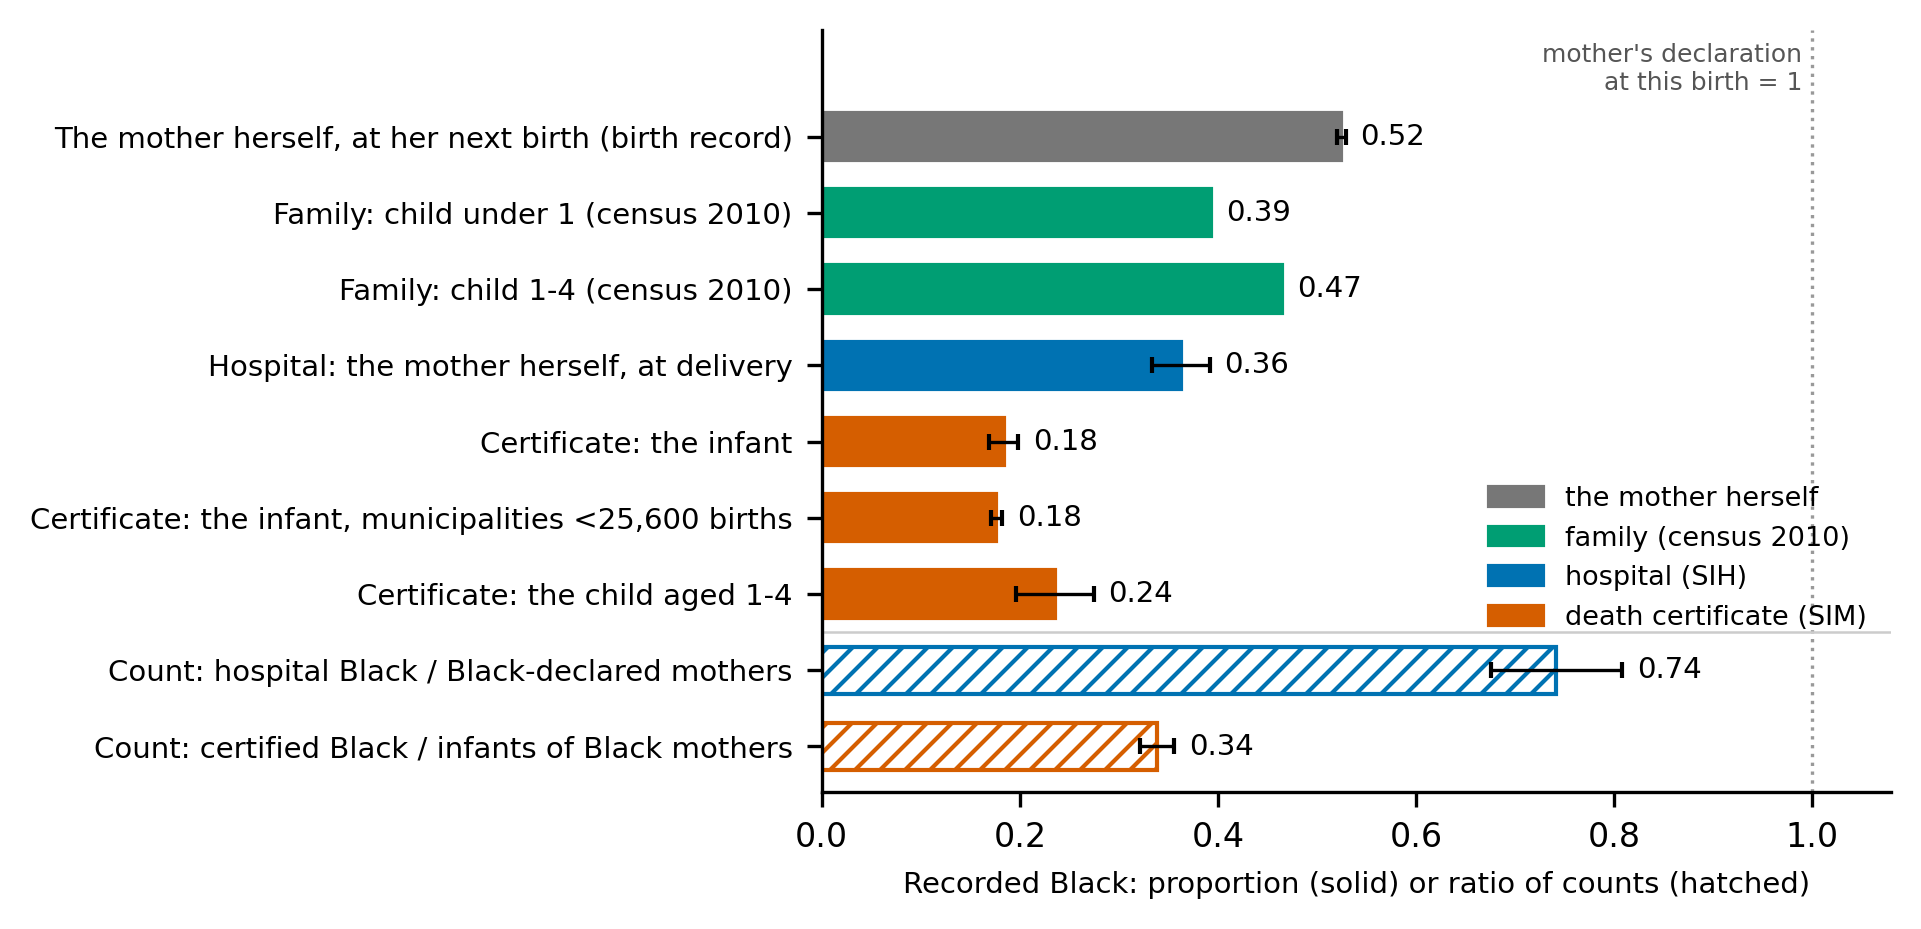 mother's declaration
at this birth = 1
The mother herself, at her next birth (birth record)
0.52
Family: child under 1 (census 2010)
0.39
Family: child 1-4 (census 2010)
0.47
Hospital: the mother herself, at delivery
0.36
Certificate: the infant
0.18
Certificate: the infant, municipalities <25,600 births
0.18
Certificate: the child aged 1-4
0.24
Count: hospital Black / Black-declared mothers
0.74
Count: certified Black / infants of Black mothers
0.34
the mother herself
family (census 2010)
hospital (SIH)
death certificate (SIM)
0.0 0.2 0.4 0.6 0.8 1.0
Recorded Black: proportion (solid) or ratio of counts (hatched)